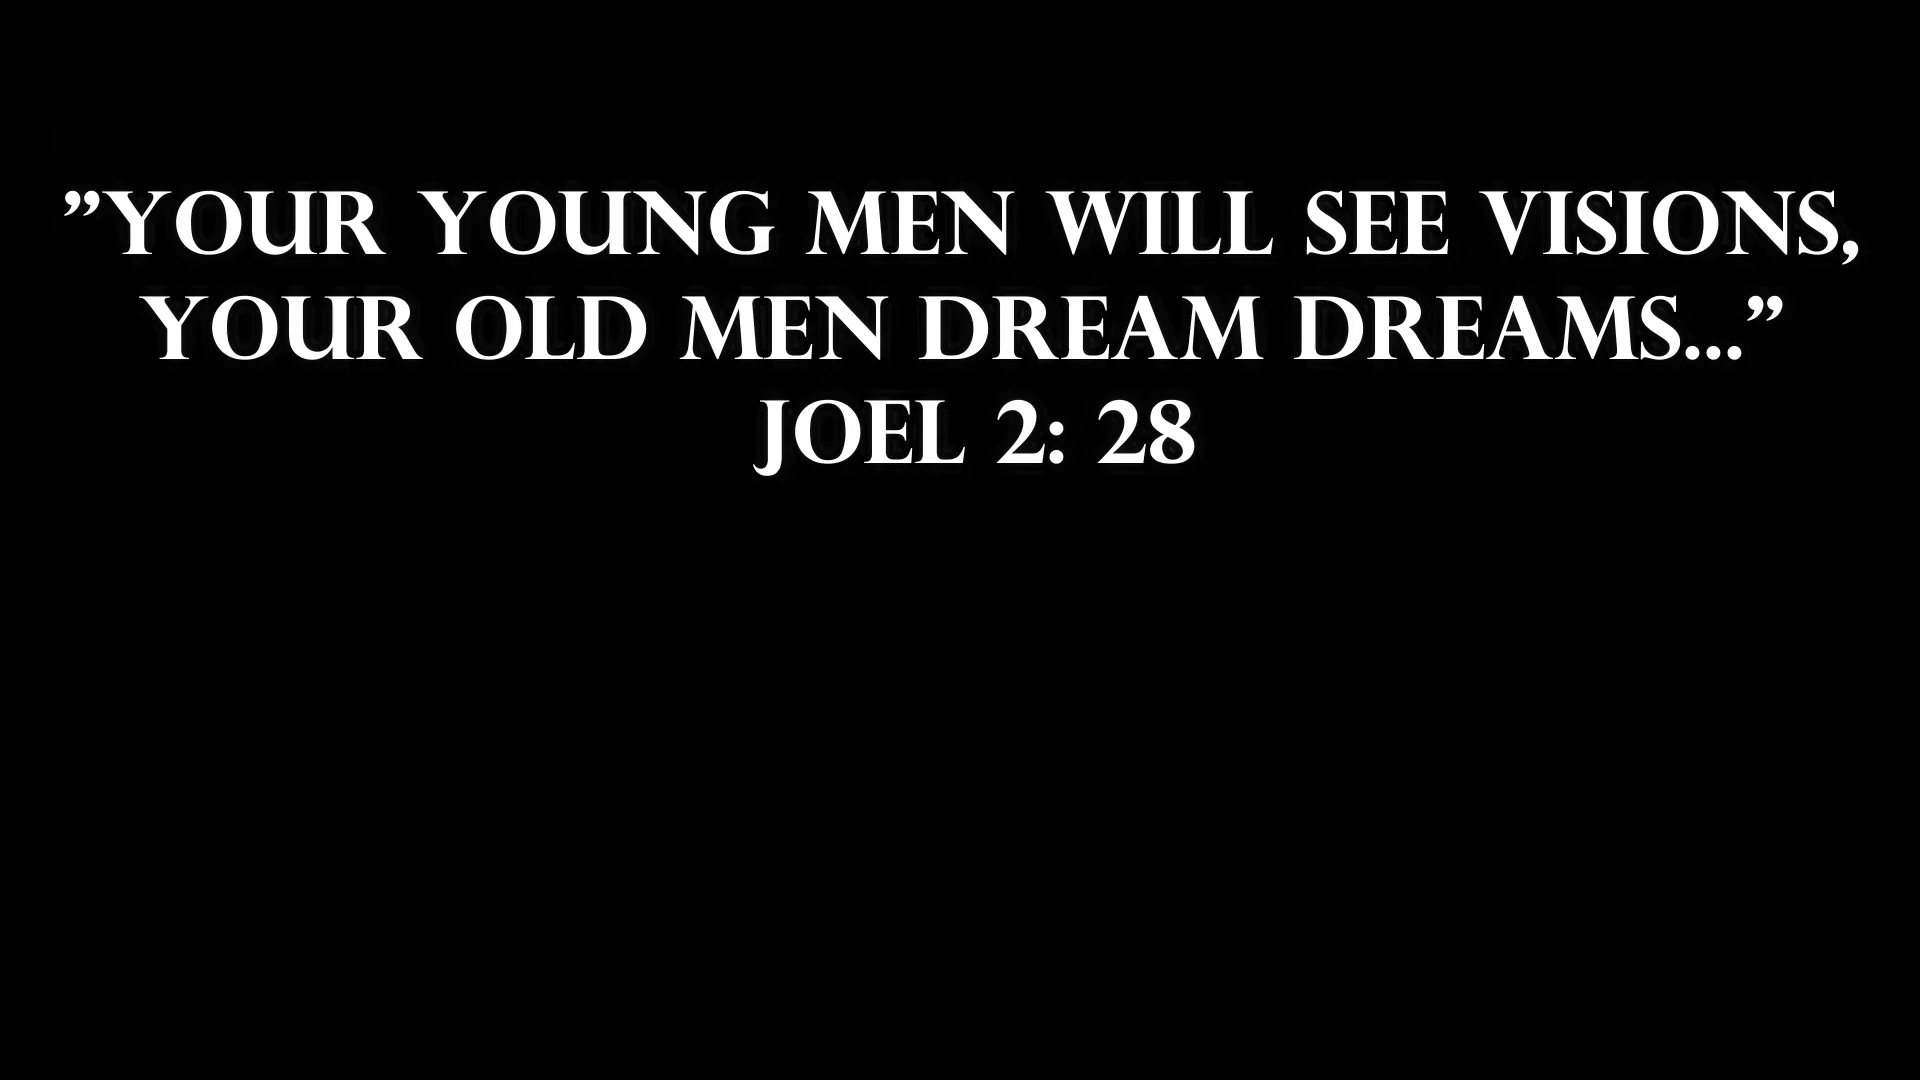 ”YOUR YOUNG MEN WILL SEE VISIONS,
YOUR OLD MEN DREAM DREAMS...”
JOEL 2: 28